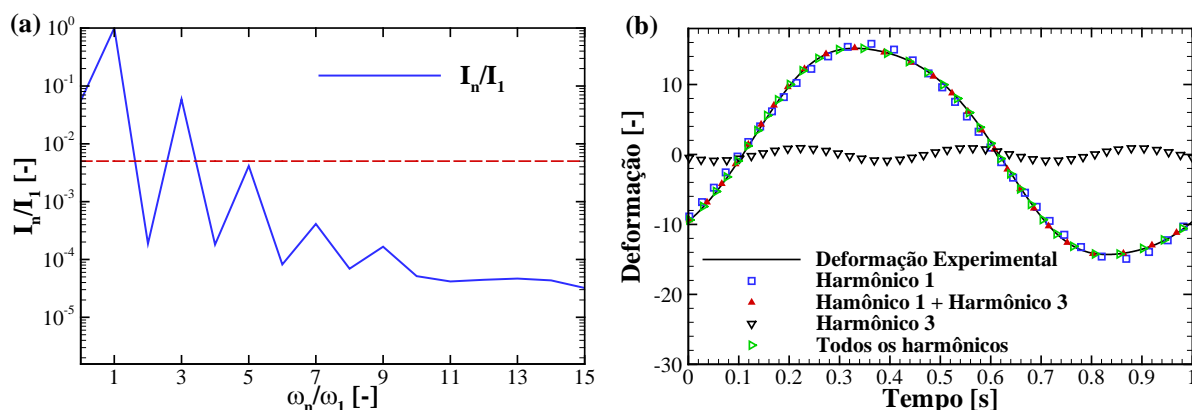 (a)
10^0
10^-1
10^-2
10^-3
10^-4
10^-5
I_n/I_1 [-]
I_n/I_1
1 3 5 7 9 11 13 15
ω_n/ω_1 [-]
(b)
10
0
-10
-20
-30
Deformação [-]
Deformação Experimental
Harmônico 1
Hamônico 1 + Harmônico 3
Harmônico 3
Todos os harmônicos
0 0.1 0.2 0.3 0.4 0.5 0.6 0.7 0.8 0.9 1
Tempo [s]